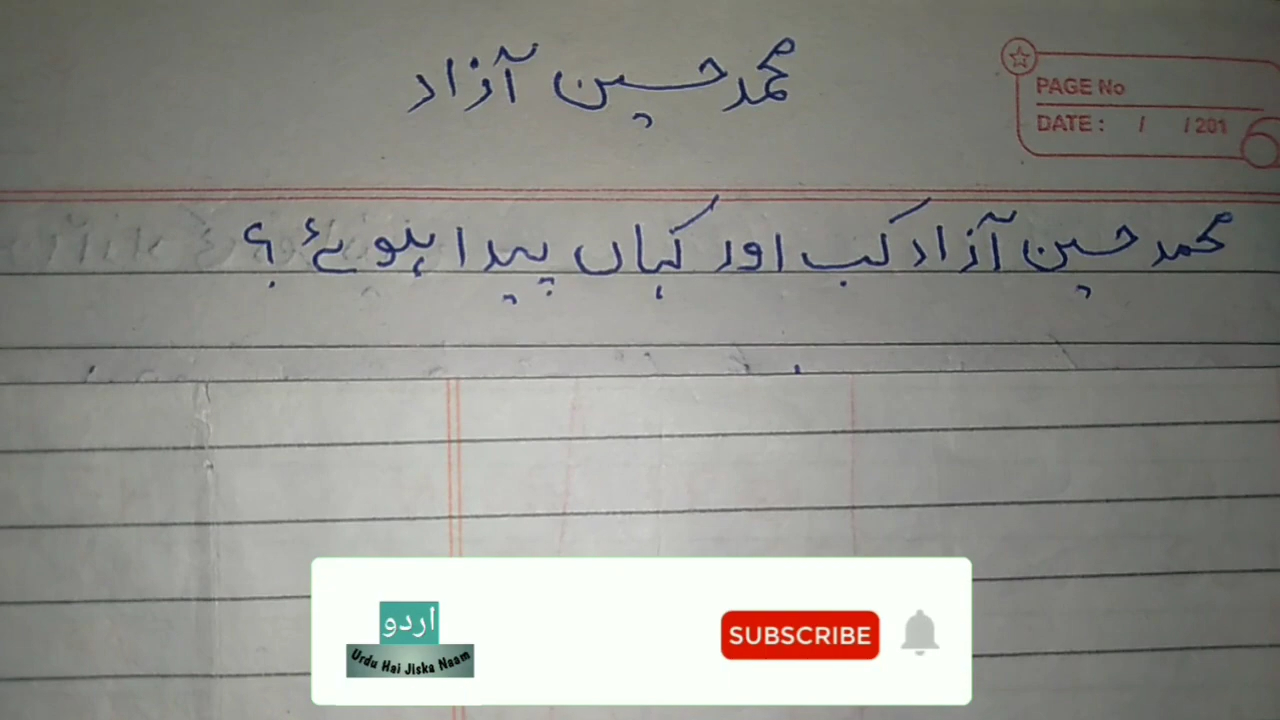 محمد حسین آزاد
PAGE No
DATE : / / 201
محمد حسین آزاد کب اور کہاں پیدا ہوئے ؟
اردو
Urdu Hai Jiska Naam
SUBSCRIBE